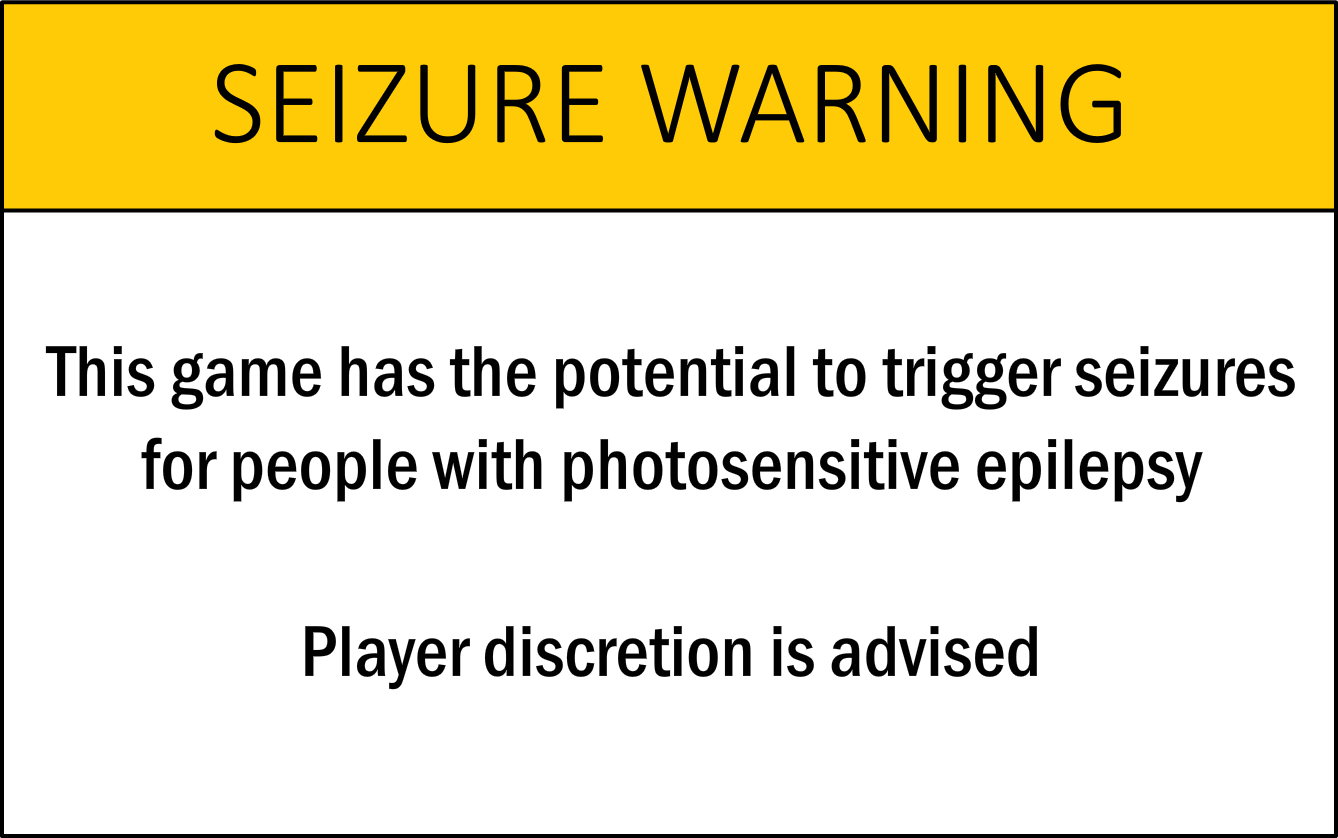 SEIZURE WARNING
This game has the potential to trigger seizures
for people with photosensitive epilepsy
Player discretion is advised